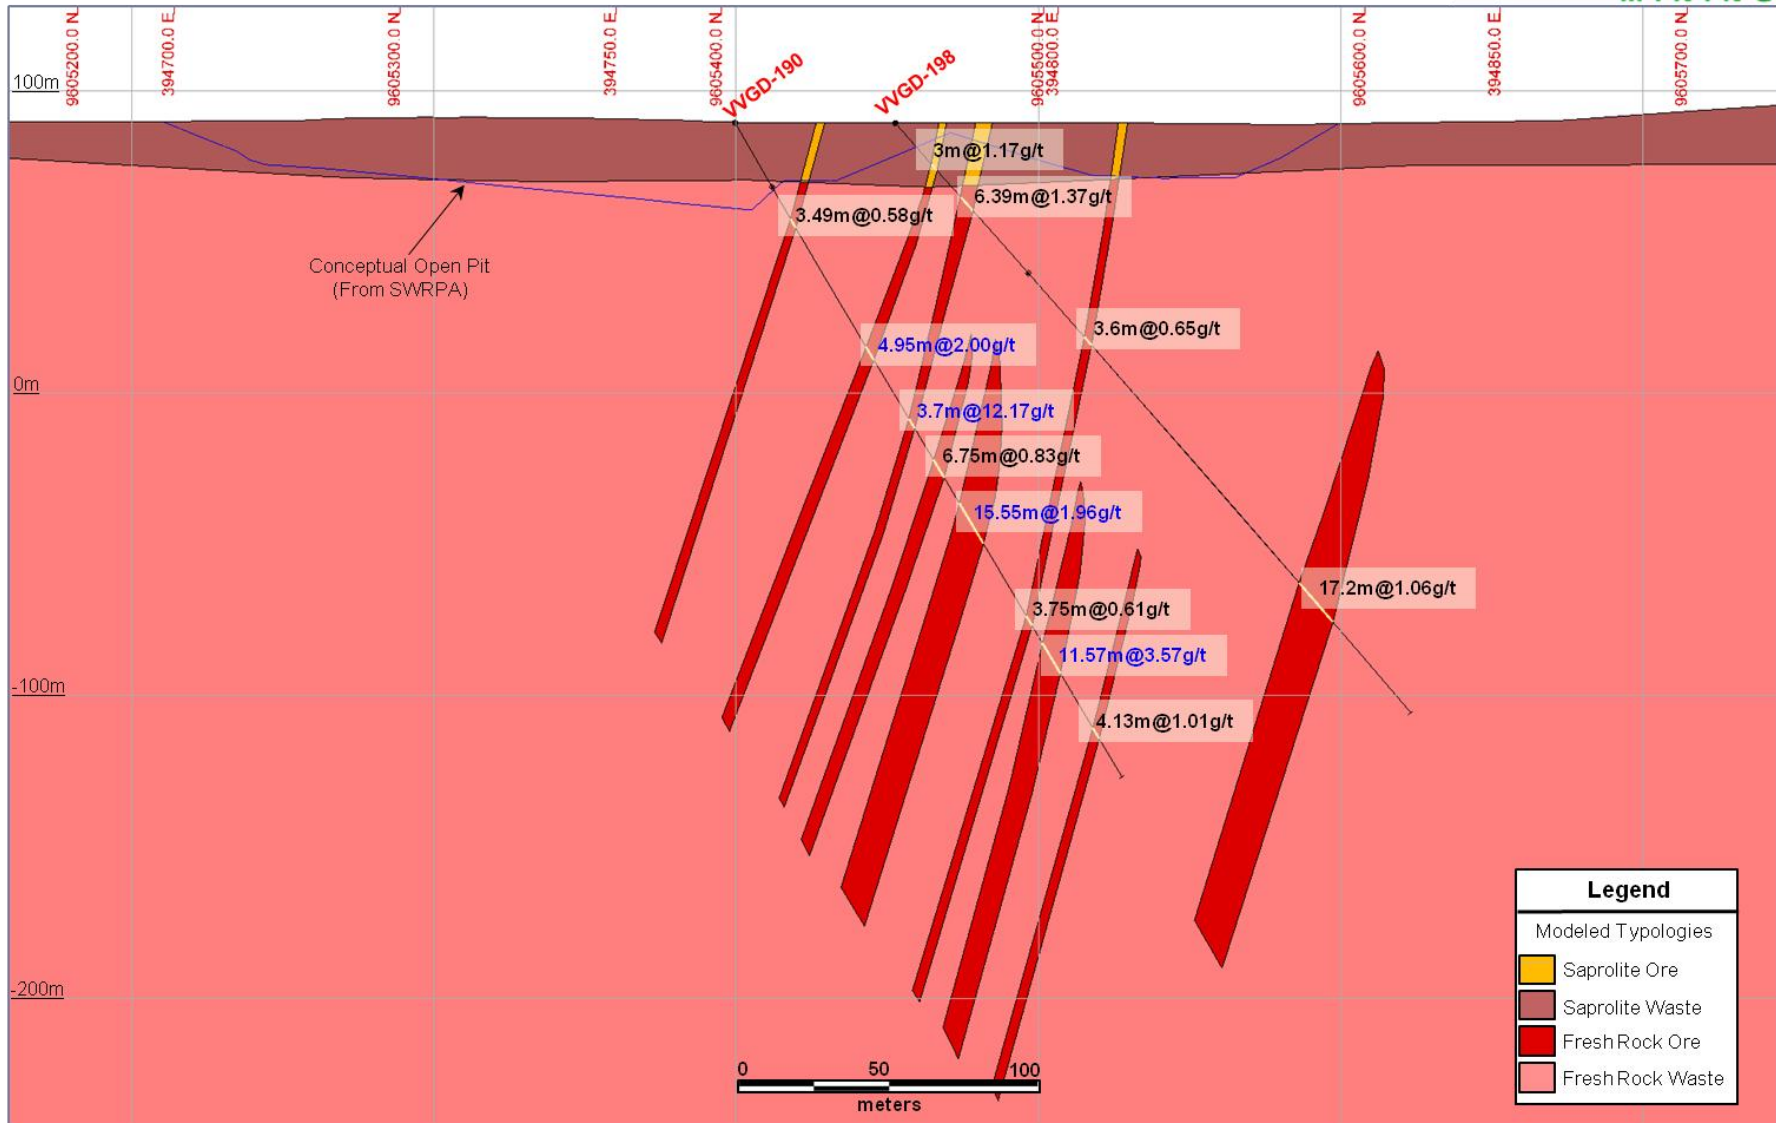 9605200.0 N
394700.0 E
9605300.0 N
394750.0 E
9605400.0 N
9605500.0 N
394800.0 E
9605600.0 N
394850.0 E
9605700.0 N
VVGD-190
VVGD-198
100m
3m@1.17g/t
6.39m@1.37g/t
3.49m@0.58g/t
Conceptual Open Pit
(From SWRPA)
3.6m@0.65g/t
4.95m@2.00g/t
0m
3.7m@12.17g/t
6.75m@0.83g/t
15.55m@1.96g/t
17.2m@1.06g/t
3.75m@0.61g/t
11.57m@3.57g/t
-100m
4.13m@1.01g/t
-200m
0 50 100
meters
Legend
Modeled Typologies
Saprolite Ore
Saprolite Waste
Fresh Rock Ore
Fresh Rock Waste